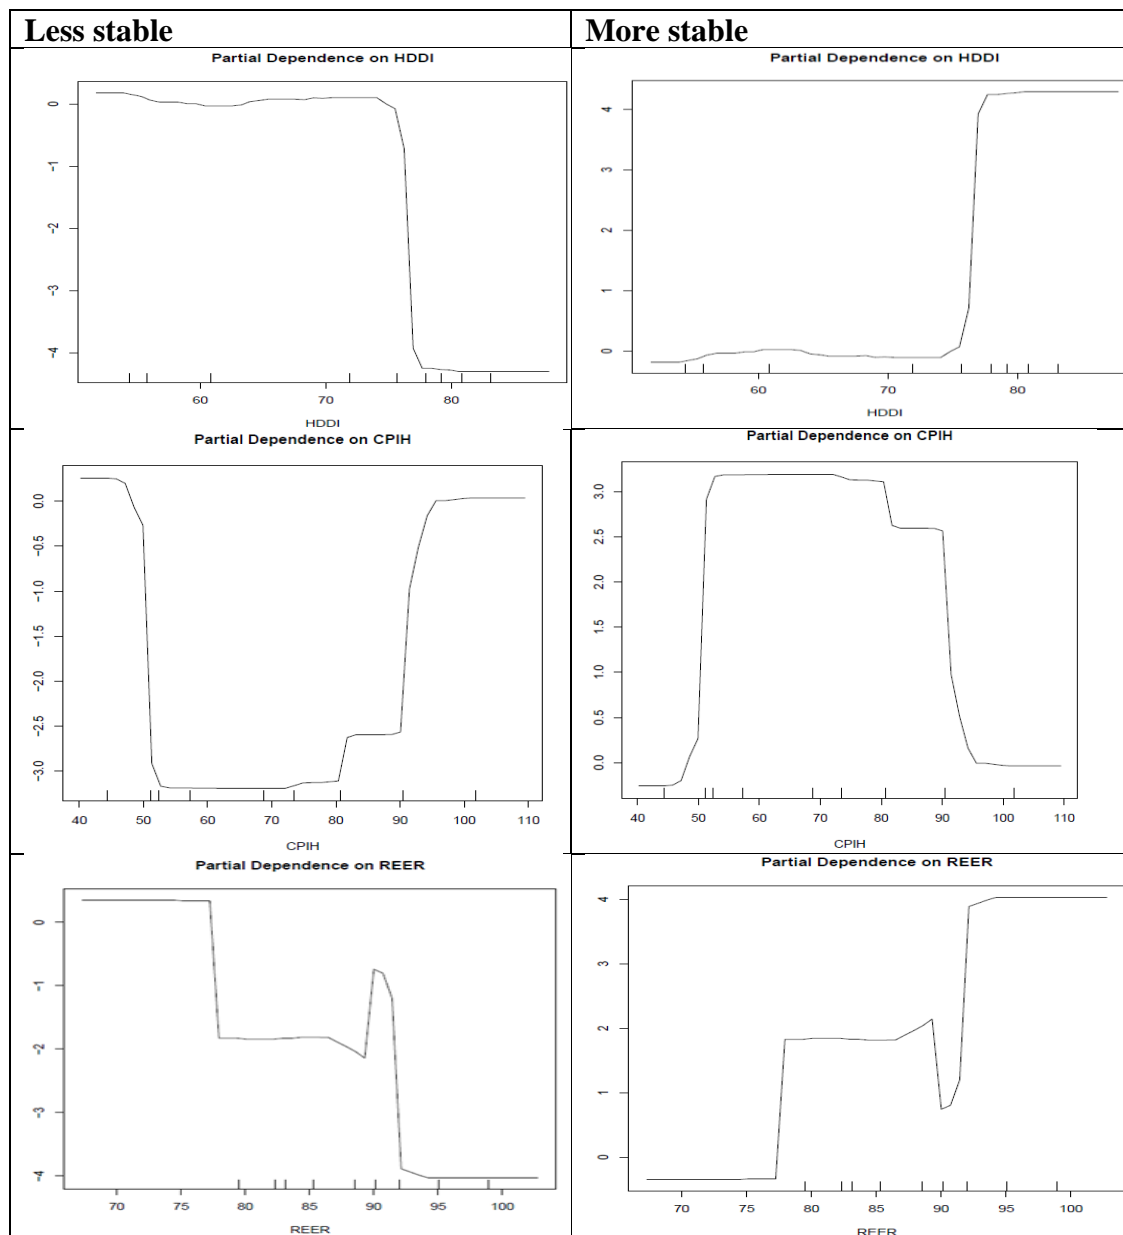 Less stable
More stable
Partial Dependence on HDDI
0
-1
-2
-3
-4
60 70 80
HDDI
Partial Dependence on HDDI
4
3
2
1
0
60 70 80
HDDI
Partial Dependence on CPIH
0.0
-0.5
-1.0
-1.5
-2.0
-2.5
-3.0
40 50 60 70 80 90 100 110
CPIH
Partial Dependence on CPIH
3.0
2.5
2.0
1.5
1.0
0.5
0.0
40 50 60 70 80 90 100 110
CPIH
Partial Dependence on REER
0
-1
-2
-3
-4
70 75 80 85 90 95 100
REER
Partial Dependence on REER
4
3
2
1
0
70 75 80 85 90 95 100
REER